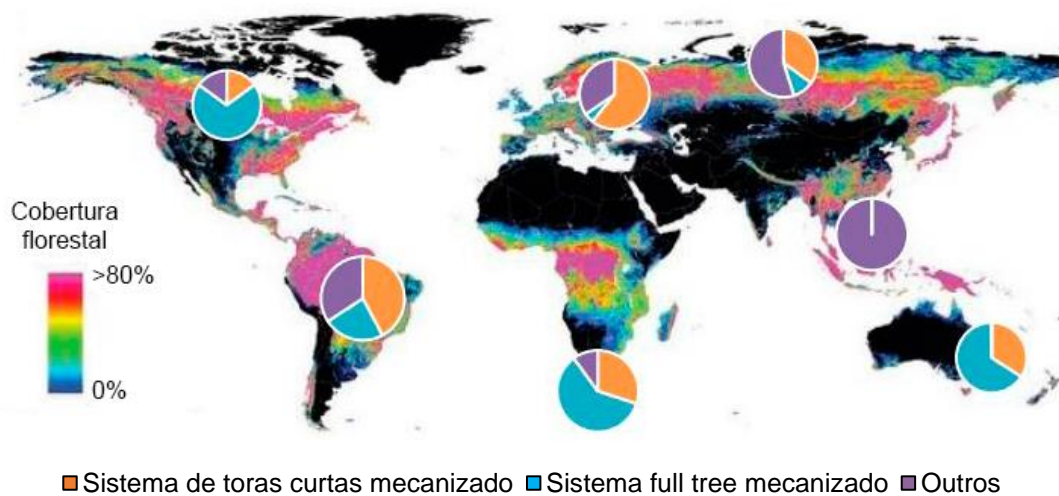 Cobertura
florestal
>80%
0%
Sistema de toras curtas mecanizado Sistema full tree mecanizado Outros